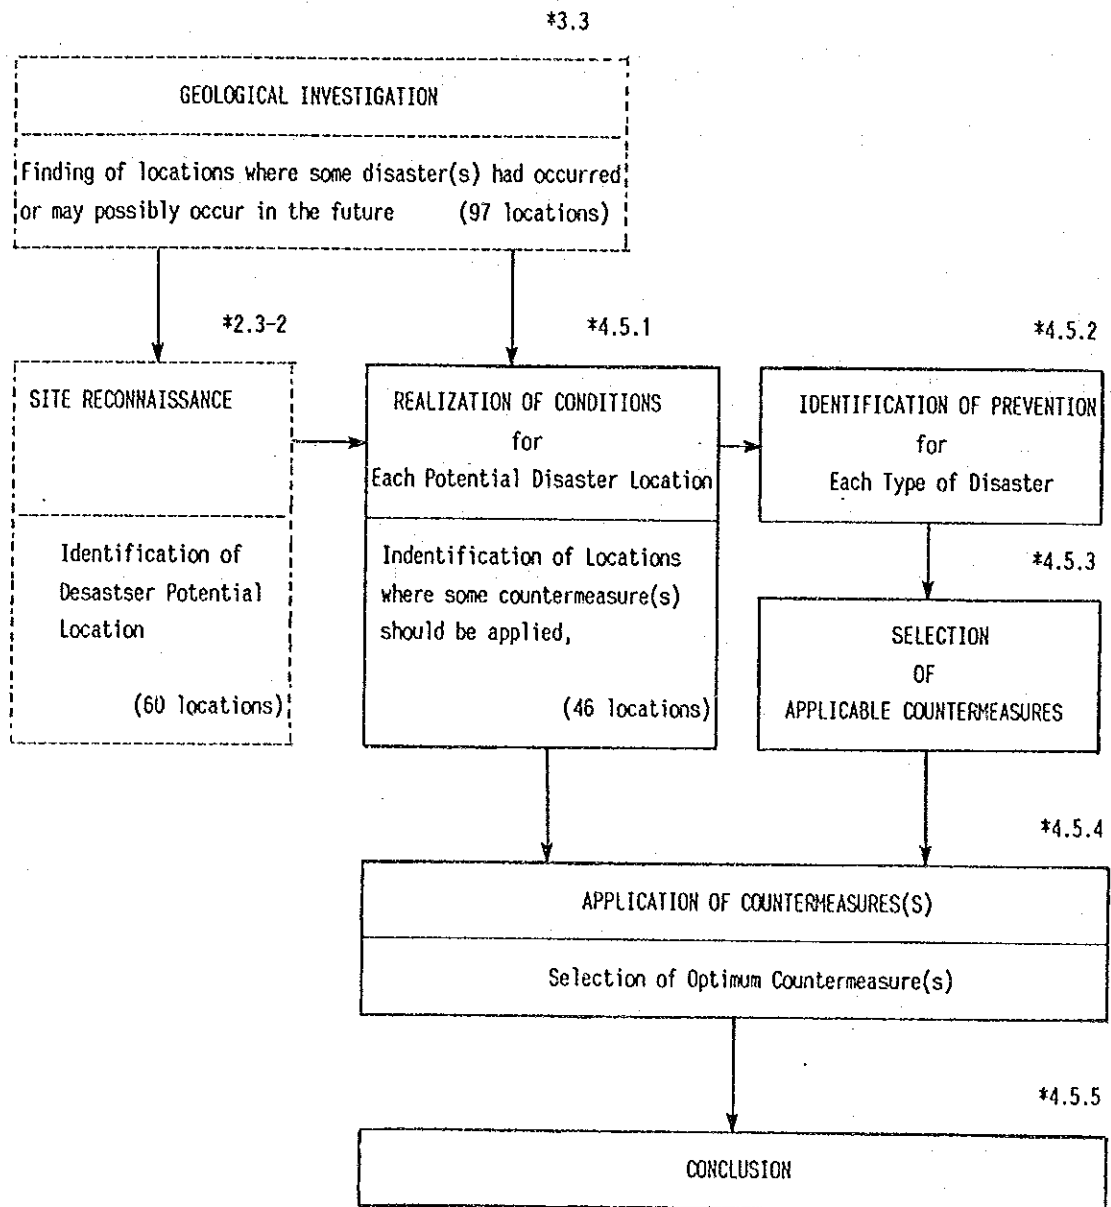 *3.3
GEOLOGICAL INVESTIGATION
Finding of locations where some disaster(s) had occurred
or may possibly occur in the future (97 locations)
*2.3-2
SITE RECONNAISSANCE
Identification of
Desastser Potential
Location
(60 locations)
*4.5.1
REALIZATION OF CONDITIONS
for
Each Potential Disaster Location
Indentification of Locations
where some countermeasure(s)
should be applied,
(46 locations)
*4.5.2
IDENTIFICATION OF PREVENTION
for
Each Type of Disaster
*4.5.3
SELECTION
OF
APPLICABLE COUNTERMEASURES
*4.5.4
APPLICATION OF COUNTERMEASURES(S)
Selection of Optimum Countermeasure(s)
*4.5.5
CONCLUSION